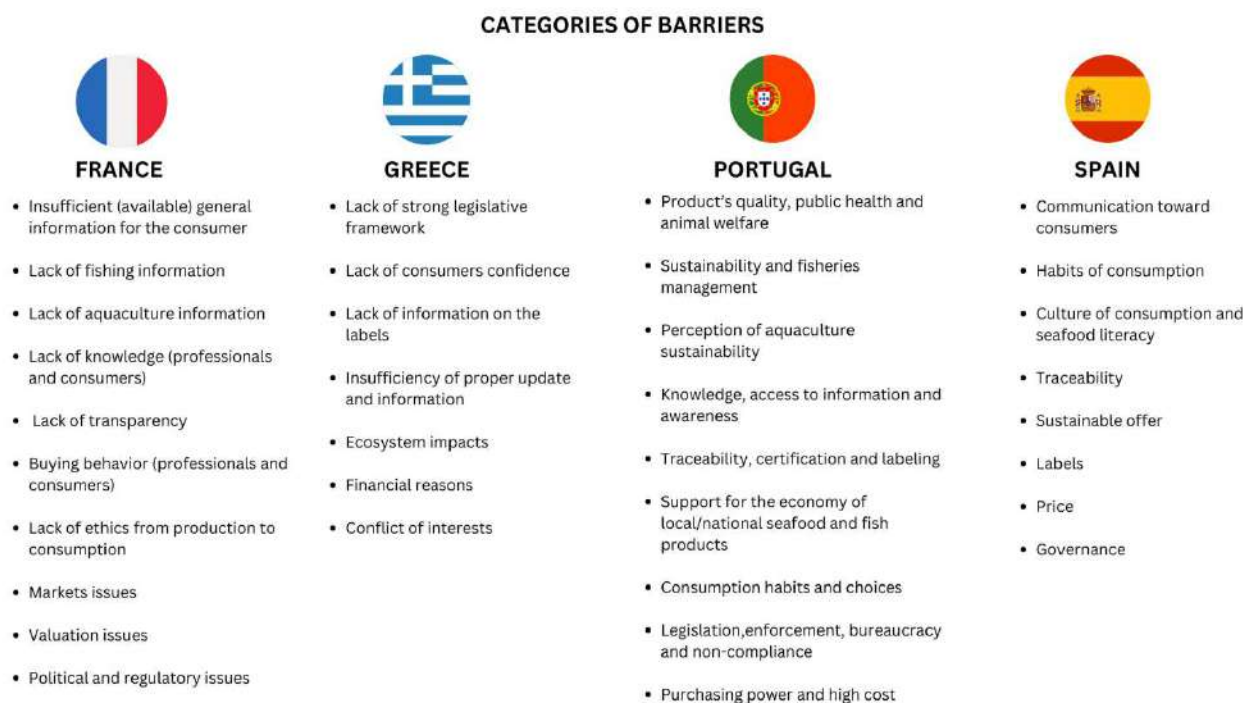 CATEGORIES OF BARRIERS
FRANCE
• Insufficient (available) general
information for the consumer
• Lack of fishing information
• Lack of aquaculture information
• Lack of knowledge (professionals
and consumers)
• Lack of transparency
• Buying behavior (professionals and
consumers)
• Lack of ethics from production to
consumption
• Markets issues
• Valuation issues
• Political and regulatory issues
GREECE
• Lack of strong legislative
framework
• Lack of consumers confidence
• Lack of information on the
labels
• Insufficiency of proper update
and information
• Ecosystem impacts
• Financial reasons
• Conflict of interests
PORTUGAL
• Product's quality, public health and
animal welfare
• Sustainability and fisheries
management
• Perception of aquaculture
sustainability
• Knowledge, access to information and
awareness
• Traceability, certification and labeling
• Support for the economy of
local/national seafood and fish
products
• Consumption habits and choices
• Legislation,enforcement, bureaucracy
and non-compliance
• Purchasing power and high cost
SPAIN
• Communication toward
consumers
• Habits of consumption
• Culture of consumption and
seafood literacy
• Traceability
• Sustainable offer
• Labels
• Price
• Governance